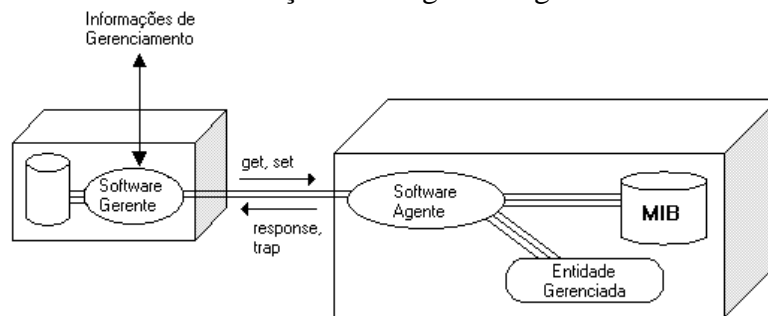 Informações de
Gerenciamento
Software
Gerente
get, set
response,
trap
Software
Agente
MIB
Entidade
Gerenciada